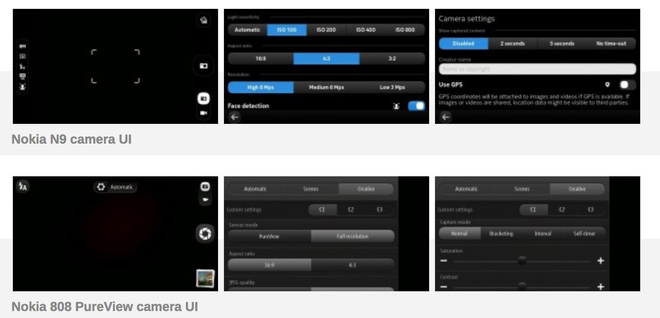 Light sensitivity
Automatic ISO 100 ISO 200 ISO 400 ISO 800
Aspect ratio
16:9 4:3 3:2
Resolution
High 8 Mpx Medium 6 Mpx Low 3 Mpx
Face detection
Camera settings
View captured content
Disabled 2 seconds 5 seconds No time-out
Creator name
Name or copyright
Use GPS
GPS coordinates will be attached to images and videos if GPS is available. If
images or videos are shared, location data might be visible to third parties.
Nokia N9 camera UI
Automatic
Automatic Scenes Creative
Custom settings C1 C2 C3
Sensor mode
PureView Full resolution
Aspect ratio
16:9 4:3
JPEG quality
Automatic Scenes Creative
Custom settings C1 C2 C3
Capture mode
Normal Bracketing Interval Self-timer
Saturation
Contrast
Nokia 808 PureView camera UI